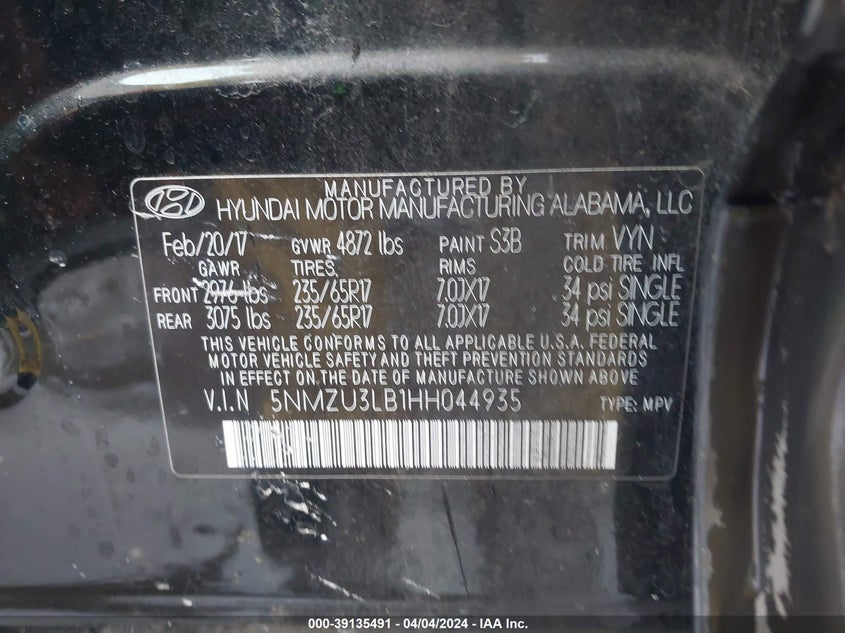 MANUFACTURED BY
HYUNDAI MOTOR MANUFACTURING ALABAMA, LLC
Feb/20/17 GVWR 4872 lbs PAINT S3B TRIM VYN
GAWR TIRES RIMS COLD TIRE INFL
FRONT 2976 lbs 235/65R17 7.0JX17 34 psi SINGLE
REAR 3075 lbs 235/65R17 7.0JX17 34 psi SINGLE
THIS VEHICLE CONFORMS TO ALL APPLICABLE U.S.A. FEDERAL
MOTOR VEHICLE SAFETY AND THEFT PREVENTION STANDARDS
IN EFFECT ON THE DATE OF MANUFACTURE SHOWN ABOVE
V.I.N 5NMZU3LB1HH044935 TYPE: MPV
000-39135491 - 04/04/2024 - IAA Inc.